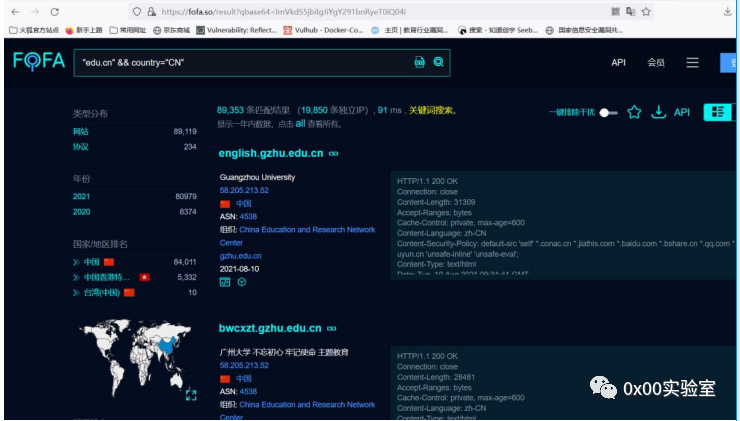 https://fofa.so/result?qbase64=ImVkdS5jbiIgJiYgY291bnRyeT0iQ04i
火狐官方站点 新手上路 常用网址 京东商城 Vulnerability: Reflect... Vulhub - Docker-Co... 主页 | 教育行业漏洞... 搜索 - 知道创宇 Seeb... 国家信息安全漏洞共...
FOFA
"edu.cn" && country="CN"
API 会员
类型分布
网站 89,119
协议 234
年份
2021 80979
2020 8374
国家/地区排名
中国 84,011
中国香港特... 5,332
台湾(中国) 10
89,353 条匹配结果 （19,850 条独立IP），91 ms，关键词搜索。
显示一年内数据，点击 all 查看所有。
一键排除干扰 API
english.gzhu.edu.cn
Guangzhou University
58.205.213.52
中国
ASN: 4538
组织: China Education and Research Network
Center
gzhu.edu.cn
2021-08-10
HTTP/1.1 200 OK
Connection: close
Content-Length: 31309
Accept-Ranges: bytes
Cache-Control: private, max-age=600
Content-Language: zh-CN
Content-Security-Policy: default-src 'self' *.conac.cn *.jiathis.com *.baidu.com *.bshare.cn *.qq.com *
uyun.cn 'unsafe-inline' 'unsafe-eval';
Content-Type: text/html
Date: Tue, 10 Aug 2021 09:31:41 GMT
bwcxzt.gzhu.edu.cn
广州大学 不忘初心 牢记使命 主题教育
58.205.213.52
中国
ASN: 4538
组织: China Education and Research Network
Center
HTTP/1.1 200 OK
Connection: close
Content-Length: 28481
Accept-Ranges: bytes
Cache-Control: private, max-age=600
Content-Language: zh-CN
Content-Type: text/html
0x00实验室